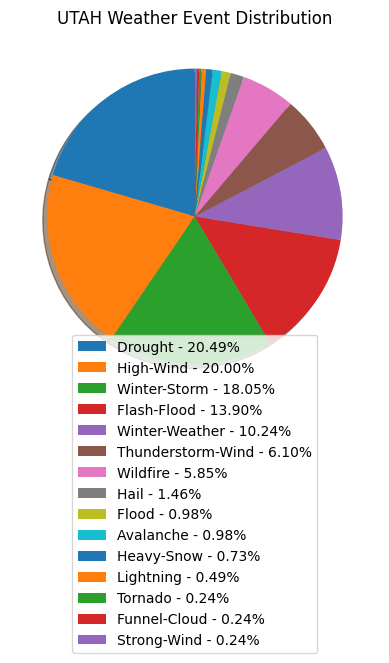 UTAH Weather Event Distribution
Drought - 20.49%
High-Wind - 20.00%
Winter-Storm - 18.05%
Flash-Flood - 13.90%
Winter-Weather - 10.24%
Thunderstorm-Wind - 6.10%
Wildfire - 5.85%
Hail - 1.46%
Flood - 0.98%
Avalanche - 0.98%
Heavy-Snow - 0.73%
Lightning - 0.49%
Tornado - 0.24%
Funnel-Cloud - 0.24%
Strong-Wind - 0.24%